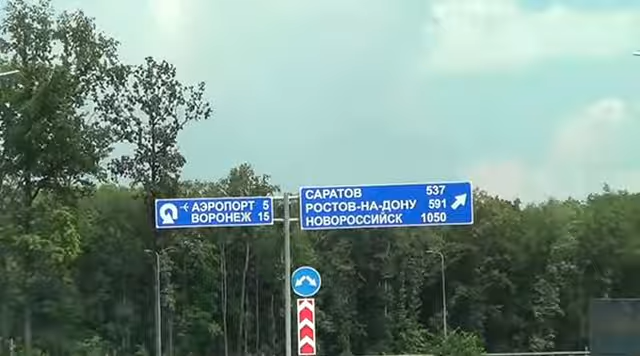 АЭРОПОРТ 5
ВОРОНЕЖ 15
САРАТОВ 537
РОСТОВ-НА-ДОНУ 591
НОВОРОССИЙСК 1050